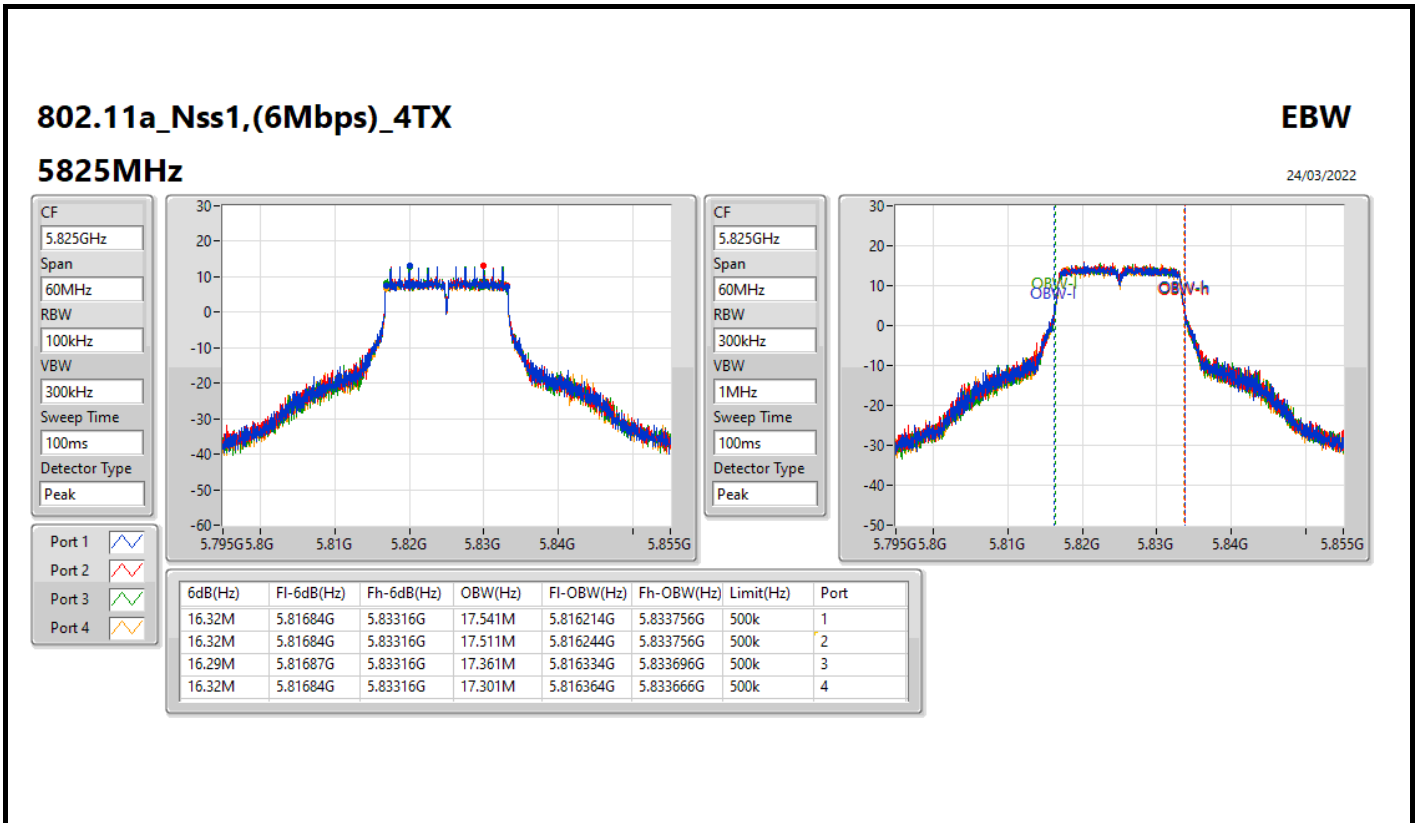 802.11a_Nss1,(6Mbps)_4TX
EBW
5825MHz
24/03/2022
CF
5.825GHz
Span
60MHz
RBW
100kHz
VBW
300kHz
Sweep Time
100ms
Detector Type
Peak
30
20
10
0
-10
-20
-30
-40
-50
-60
5.795G 5.8G 5.81G 5.82G 5.83G 5.84G 5.855G
CF
5.825GHz
Span
60MHz
RBW
300kHz
VBW
1MHz
Sweep Time
100ms
Detector Type
Peak
30
20
10
0
-10
-20
-30
-40
-50
OBW-l
OBW-l
OBW-h
5.795G 5.8G 5.81G 5.82G 5.83G 5.84G 5.855G
Port 1
Port 2
Port 3
Port 4
6dB(Hz) Fl-6dB(Hz) Fh-6dB(Hz) OBW(Hz) Fl-OBW(Hz) Fh-OBW(Hz) Limit(Hz) Port
16.32M 5.81684G 5.83316G 17.541M 5.816214G 5.833756G 500k 1
16.32M 5.81684G 5.83316G 17.511M 5.816244G 5.833756G 500k 2
16.29M 5.81687G 5.83316G 17.361M 5.816334G 5.833696G 500k 3
16.32M 5.81684G 5.83316G 17.301M 5.816364G 5.833666G 500k 4